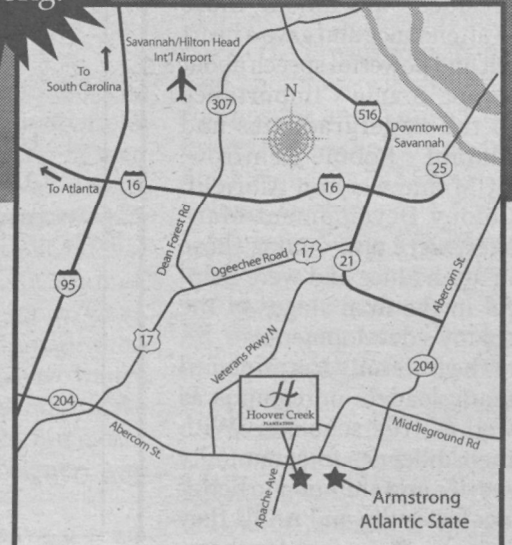 To
South Carolina
Savannah/Hilton Head
Int'l Airport
307
N
516
Downtown
Savannah
25
To Atlanta
16
16
Dean Forest Rd
Ogeechee Road
17
21
Abercorn St.
95
17
Veterans Pkwy N
204
204
H
Hoover Creek
PLANTATION
Abercorn St.
Middleground Rd
Apache Ave
Armstrong
Atlantic State